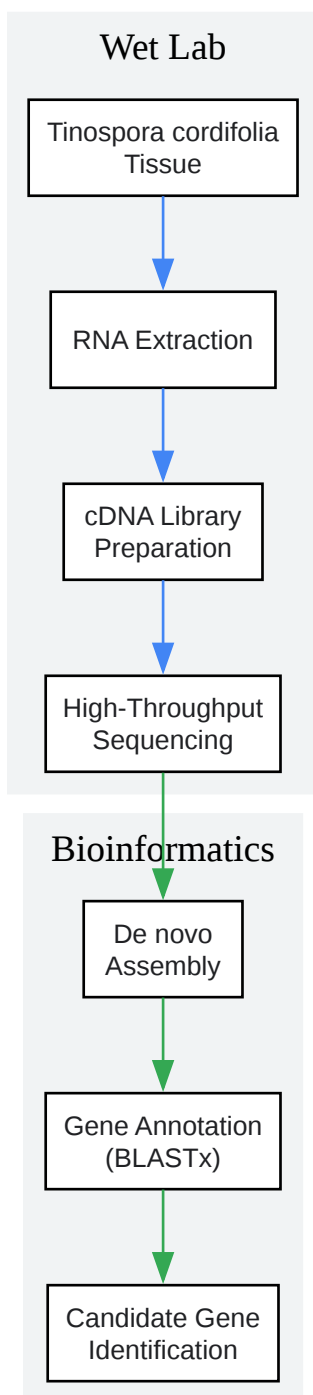 Wet Lab
Tinospora cordifolia
Tissue
RNA Extraction
cDNA Library
Preparation
High-Throughput
Sequencing
Bioinformatics
De novo
Assembly
Gene Annotation
(BLASTx)
Candidate Gene
Identification